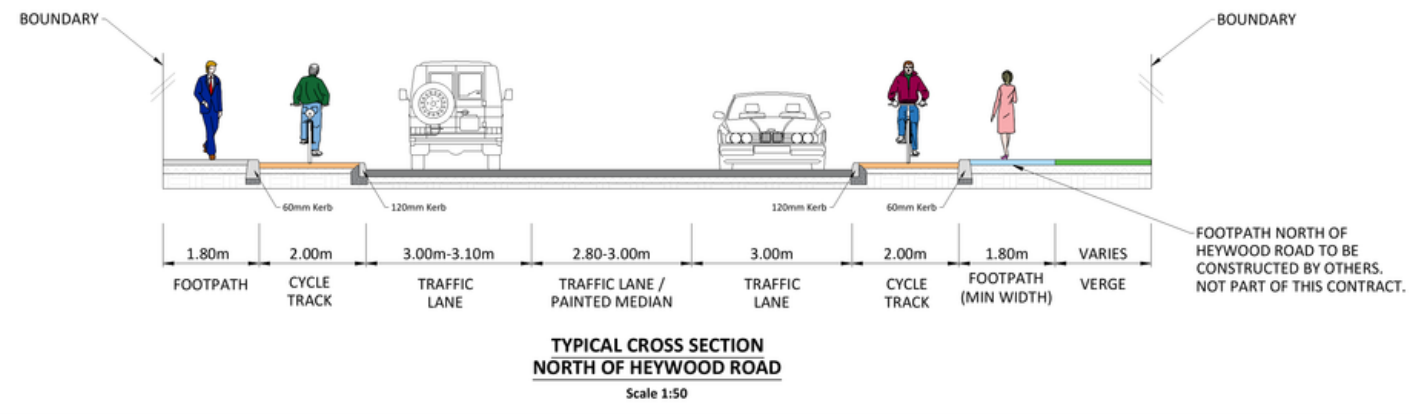 BOUNDARY
BOUNDARY
60mm Kerb
120mm Kerb
120mm Kerb
60mm Kerb
FOOTPATH NORTH OF
HEYWOOD ROAD TO BE
CONSTRUCTED BY OTHERS.
NOT PART OF THIS CONTRACT.
1.80m
2.00m
3.00m-3.10m
2.80-3.00m
3.00m
2.00m
1.80m
VARIES
FOOTPATH
CYCLE
TRACK
TRAFFIC
LANE
TRAFFIC LANE /
PAINTED MEDIAN
TRAFFIC
LANE
CYCLE
TRACK
FOOTPATH
(MIN WIDTH)
VERGE
TYPICAL CROSS SECTION
NORTH OF HEYWOOD ROAD
Scale 1:50